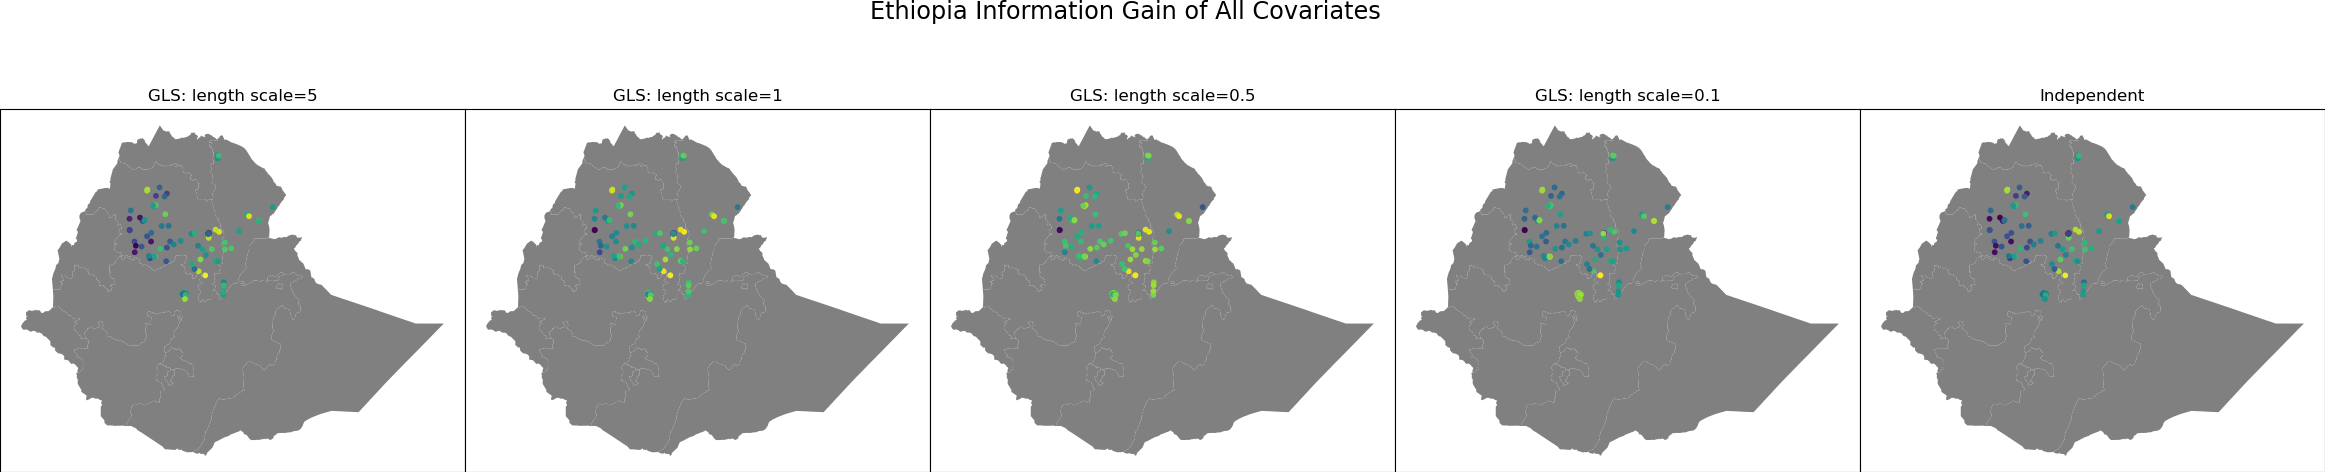 Ethiopia Information Gain of All Covariates
GLS: length scale=5
GLS: length scale=1
GLS: length scale=0.5
GLS: length scale=0.1
Independent